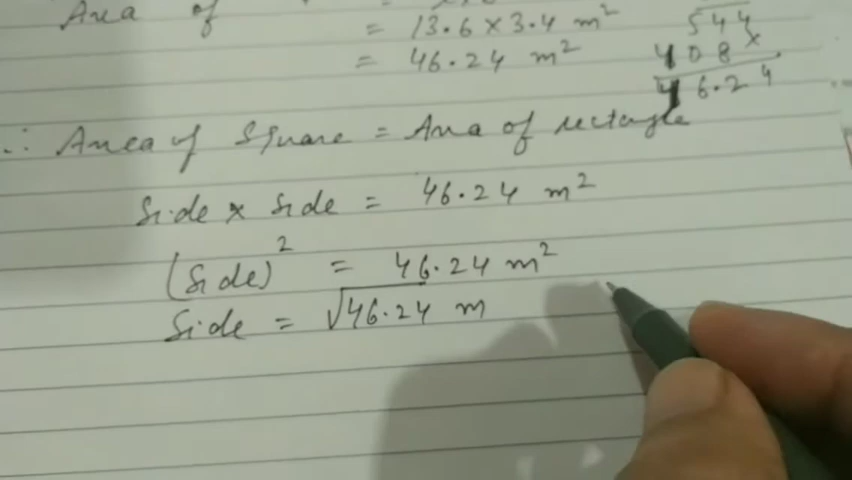 Area of
= 13.6 × 3.4 m²
= 46.24 m²
544
408×
46.24
∴ Area of Square = Area of rectangle
Side × Side = 46.24 m²
(Side)² = 46.24 m²
Side = √46.24 m